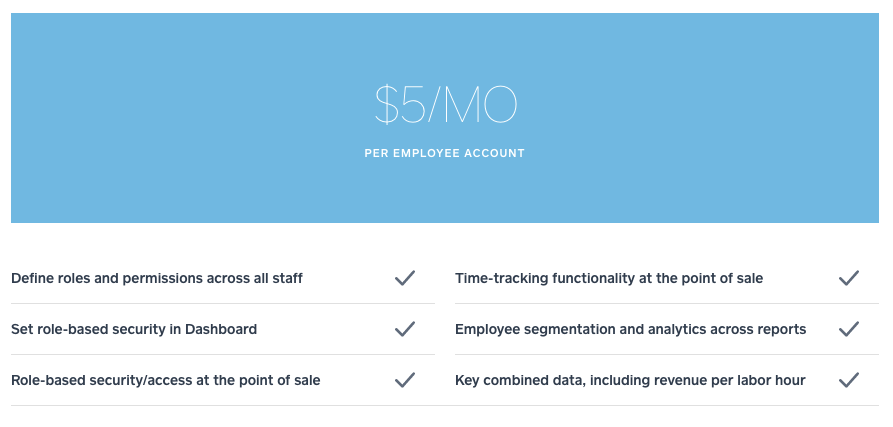 $5/MO
PER EMPLOYEE ACCOUNT
Define roles and permissions across all staff
Set role-based security in Dashboard
Role-based security/access at the point of sale
Time-tracking functionality at the point of sale
Employee segmentation and analytics across reports
Key combined data, including revenue per labor hour